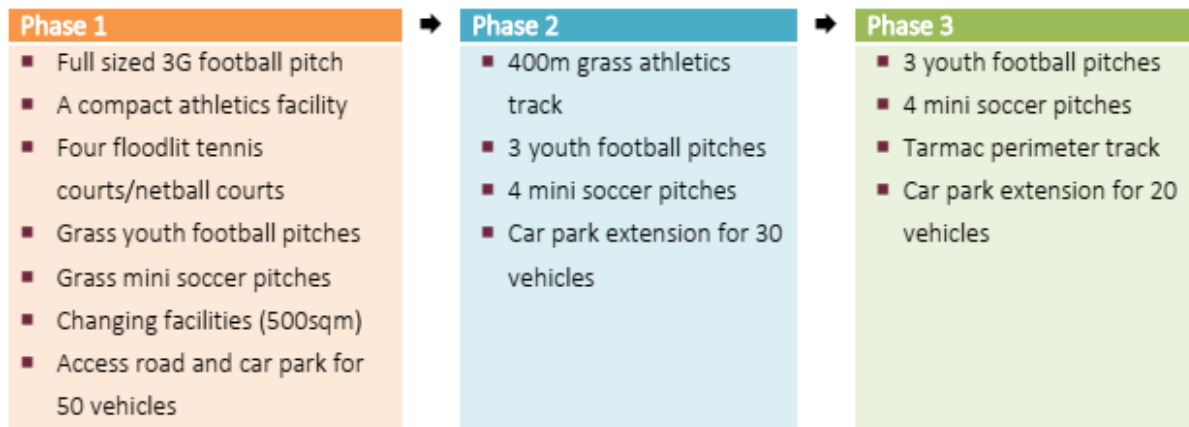 Phase 1
Full sized 3G football pitch
A compact athletics facility
Four floodlit tennis
courts/netball courts
Grass youth football pitches
Grass mini soccer pitches
Changing facilities (500sqm)
Access road and car park for
50 vehicles
Phase 2
400m grass athletics
track
3 youth football pitches
4 mini soccer pitches
Car park extension for 30
vehicles
Phase 3
3 youth football pitches
4 mini soccer pitches
Tarmac perimeter track
Car park extension for 20
vehicles